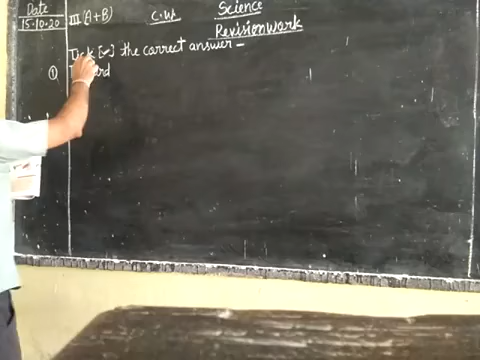 Date
15-10-20
III (A+B) C.W Science
Revision work
Tick [✓] the correct answer –
①